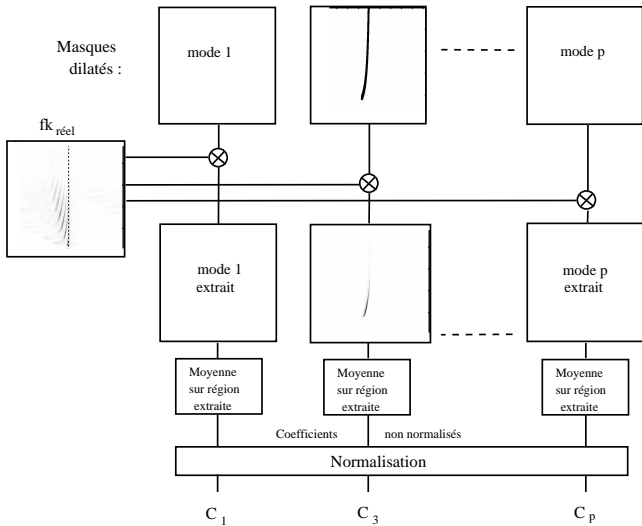 Masques
dilatés :
mode 1
mode p
fk réel
mode 1
extrait
mode p
extrait
Moyenne
sur région
extraite
Moyenne
sur région
extraite
Moyenne
sur région
extraite
Coefficients non normalisés
Normalisation
C 1
C 3
C p